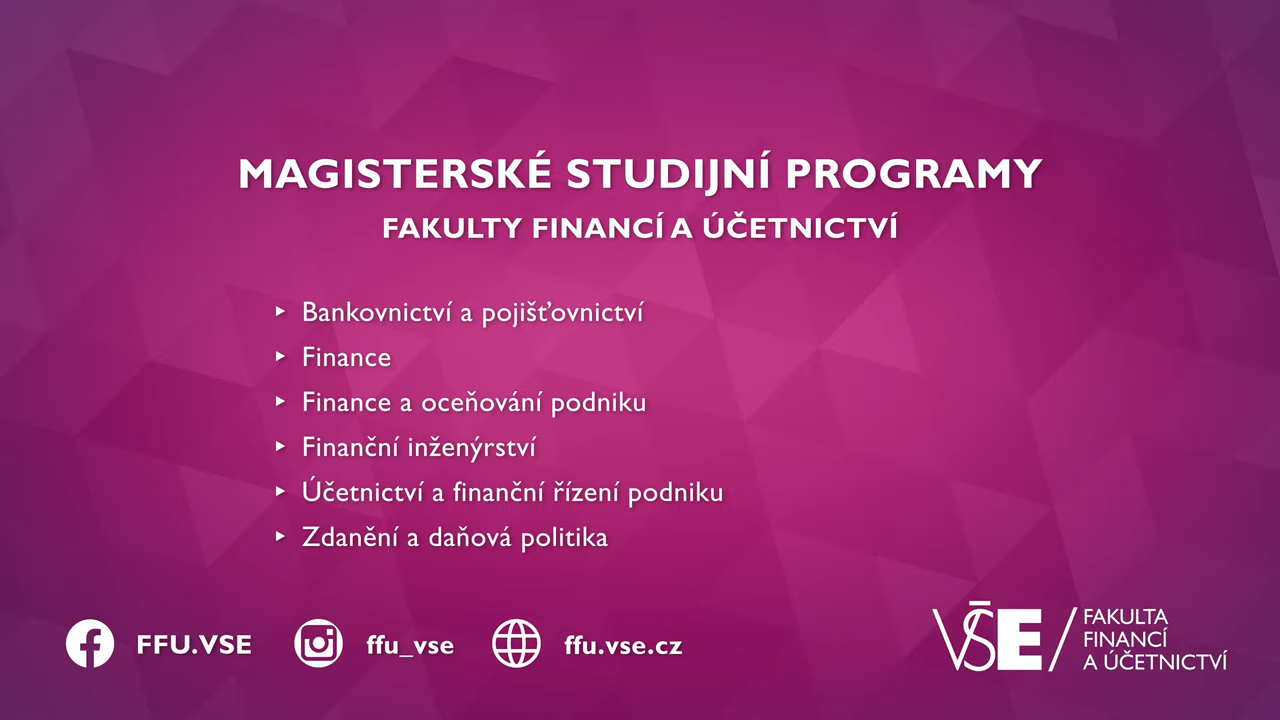 MAGISTERSKÉ STUDIJNÍ PROGRAMY
FAKULTY FINANCÍ A ÚČETNICTVÍ
Bankovnictví a pojišťovnictví
Finance
Finance a oceňování podniku
Finanční inženýrství
Účetnictví a finanční řízení podniku
Zdanění a daňová politika
FFU.VSE
ffu_vse
ffu.vse.cz
VŠE
FAKULTA
FINANCÍ
A ÚČETNICTVÍ